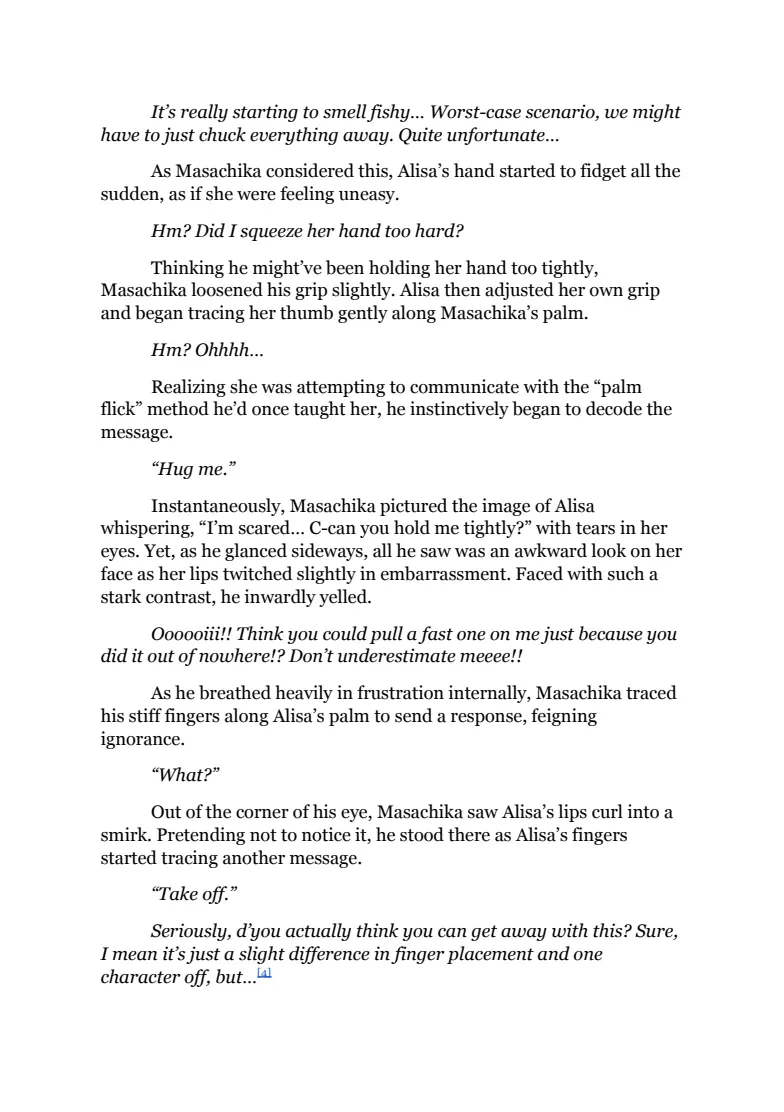 It’s really starting to smell fishy... Worst-case scenario, we might
have to just chuck everything away. Quite unfortunate...
As Masachika considered this, Alisa’s hand started to fidget all the
sudden, as if she were feeling uneasy.
Hm? Did I squeeze her hand too hard?
Thinking he might’ve been holding her hand too tightly,
Masachika loosened his grip slightly. Alisa then adjusted her own grip
and began tracing her thumb gently along Masachika’s palm.
Hm? Ohhhh...
Realizing she was attempting to communicate with the “palm
flick” method he’d once taught her, he instinctively began to decode the
message.
“Hug me.”
Instantaneously, Masachika pictured the image of Alisa
whispering, “I’m scared... C-can you hold me tightly?” with tears in her
eyes. Yet, as he glanced sideways, all he saw was an awkward look on her
face as her lips twitched slightly in embarrassment. Faced with such a
stark contrast, he inwardly yelled.
Oooooiii!! Think you could pull a fast one on me just because you
did it out of nowhere!? Don’t underestimate meeee!!
As he breathed heavily in frustration internally, Masachika traced
his stiff fingers along Alisa’s palm to send a response, feigning
ignorance.
“What?”
Out of the corner of his eye, Masachika saw Alisa’s lips curl into a
smirk. Pretending not to notice it, he stood there as Alisa’s fingers
started tracing another message.
“Take off.”
Seriously, d’you actually think you can get away with this? Sure,
I mean it’s just a slight difference in finger placement and one
character off, but...[4]